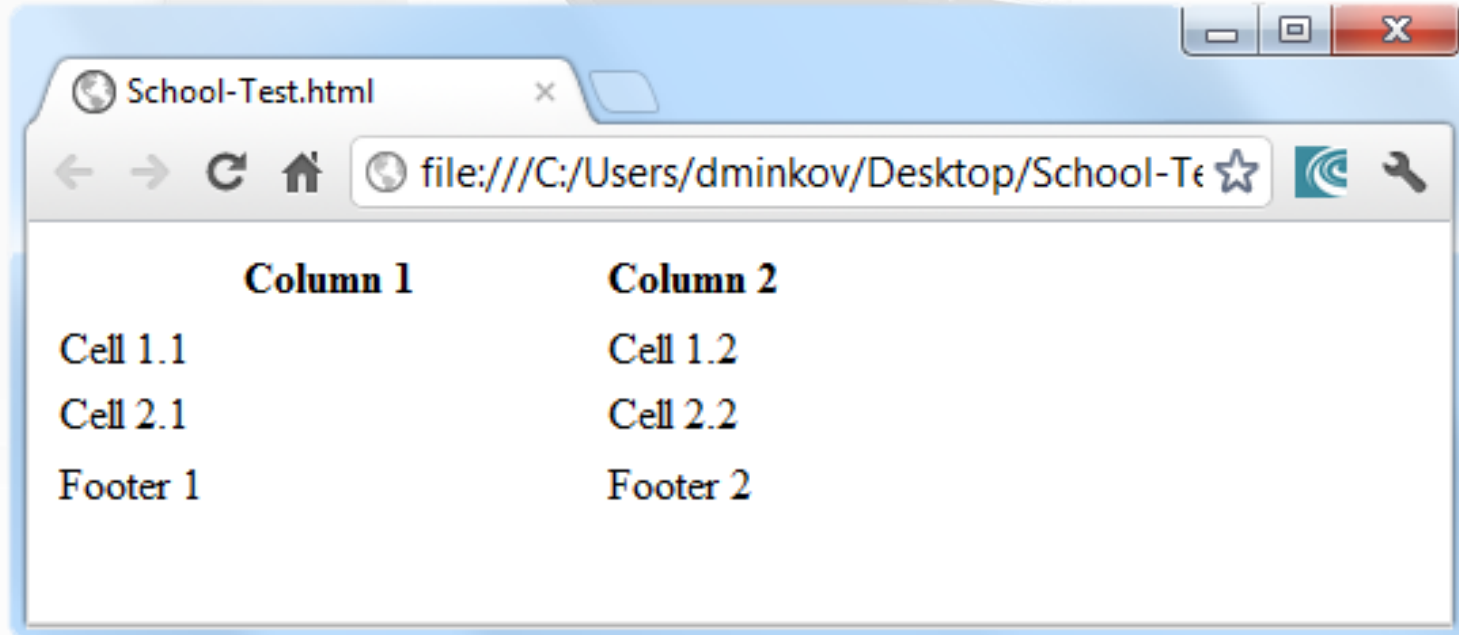 School-Test.html
file:///C:/Users/dminkov/Desktop/School-Te
Column 1 Column 2
Cell 1.1 Cell 1.2
Cell 2.1 Cell 2.2
Footer 1 Footer 2